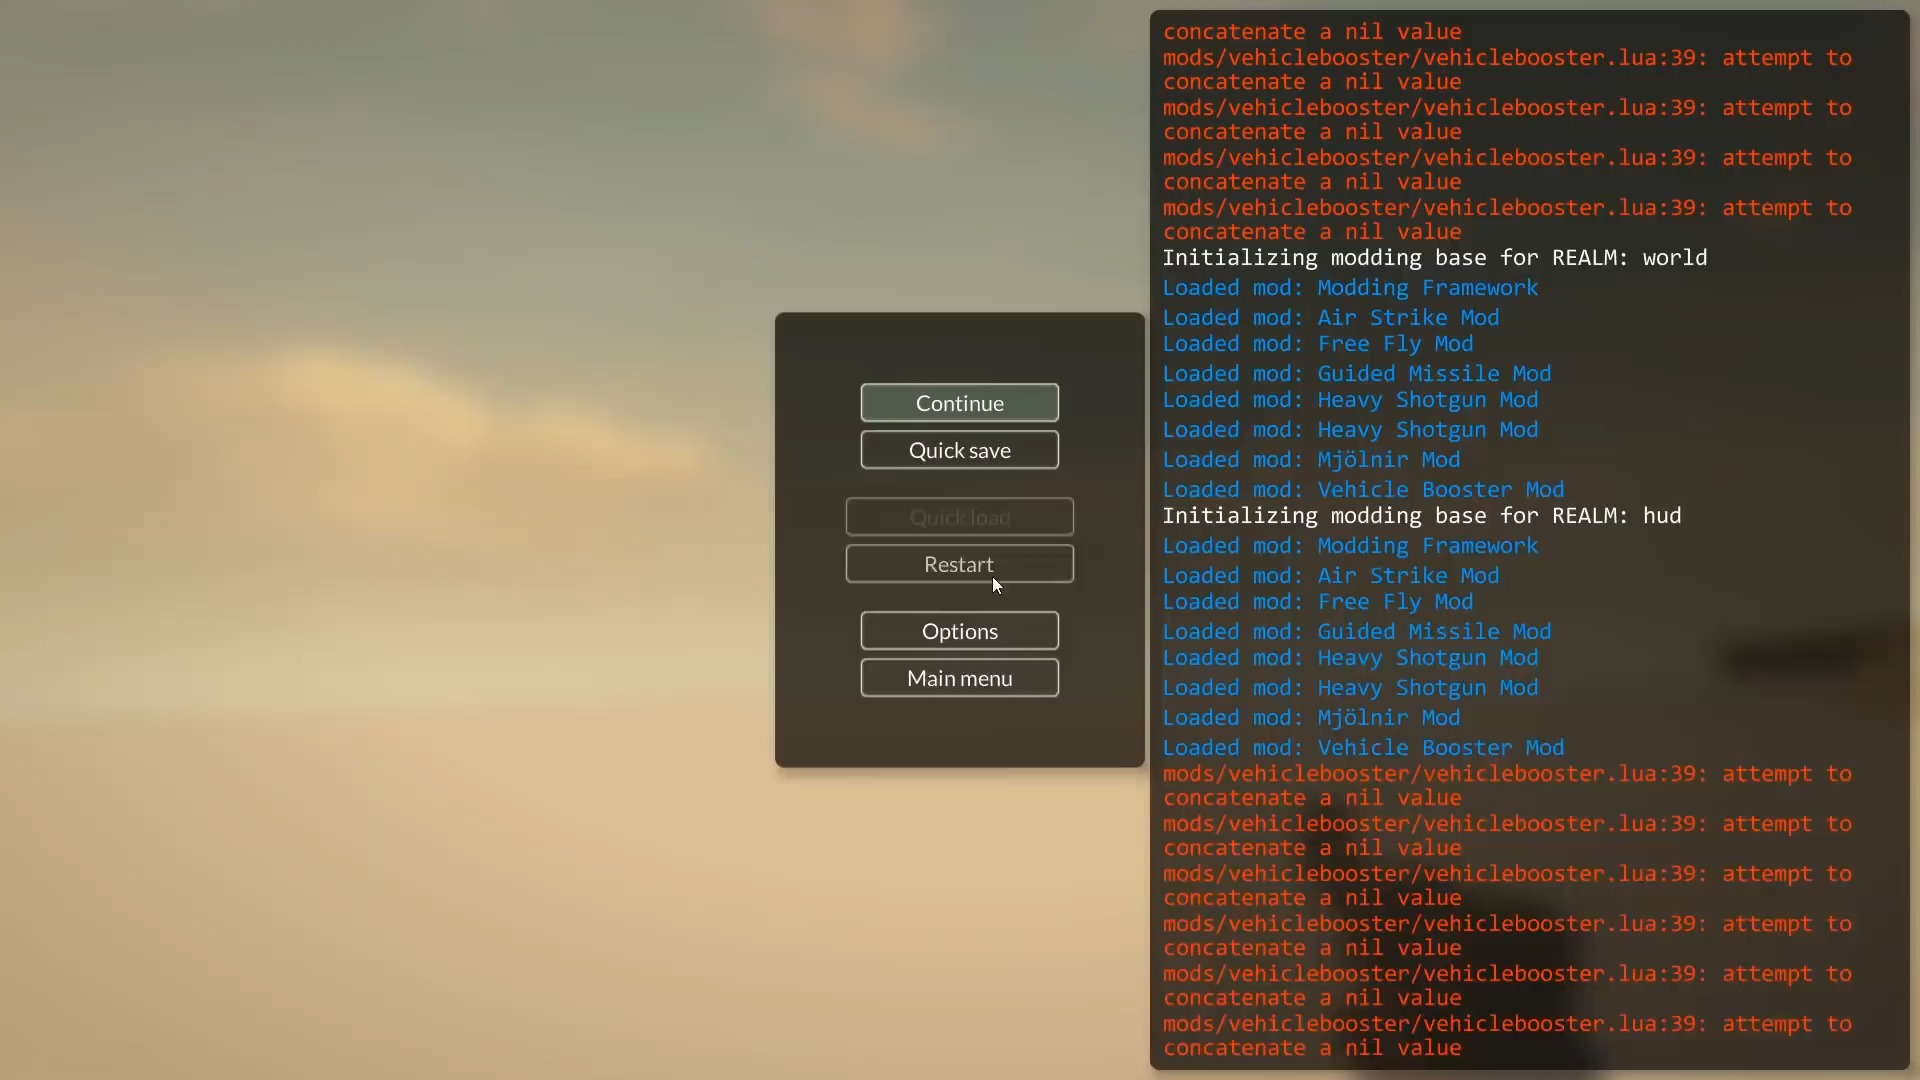 Continue
Quick save
Quick load
Restart
Options
Main menu
concatenate a nil value
mods/vehiclebooster/vehiclebooster.lua:39: attempt to
concatenate a nil value
mods/vehiclebooster/vehiclebooster.lua:39: attempt to
concatenate a nil value
mods/vehiclebooster/vehiclebooster.lua:39: attempt to
concatenate a nil value
mods/vehiclebooster/vehiclebooster.lua:39: attempt to
concatenate a nil value
Initializing modding base for REALM: world
Loaded mod: Modding Framework
Loaded mod: Air Strike Mod
Loaded mod: Free Fly Mod
Loaded mod: Guided Missile Mod
Loaded mod: Heavy Shotgun Mod
Loaded mod: Heavy Shotgun Mod
Loaded mod: Mjölnir Mod
Loaded mod: Vehicle Booster Mod
Initializing modding base for REALM: hud
Loaded mod: Modding Framework
Loaded mod: Air Strike Mod
Loaded mod: Free Fly Mod
Loaded mod: Guided Missile Mod
Loaded mod: Heavy Shotgun Mod
Loaded mod: Heavy Shotgun Mod
Loaded mod: Mjölnir Mod
Loaded mod: Vehicle Booster Mod
mods/vehiclebooster/vehiclebooster.lua:39: attempt to
concatenate a nil value
mods/vehiclebooster/vehiclebooster.lua:39: attempt to
concatenate a nil value
mods/vehiclebooster/vehiclebooster.lua:39: attempt to
concatenate a nil value
mods/vehiclebooster/vehiclebooster.lua:39: attempt to
concatenate a nil value
mods/vehiclebooster/vehiclebooster.lua:39: attempt to
concatenate a nil value
mods/vehiclebooster/vehiclebooster.lua:39: attempt to
concatenate a nil value